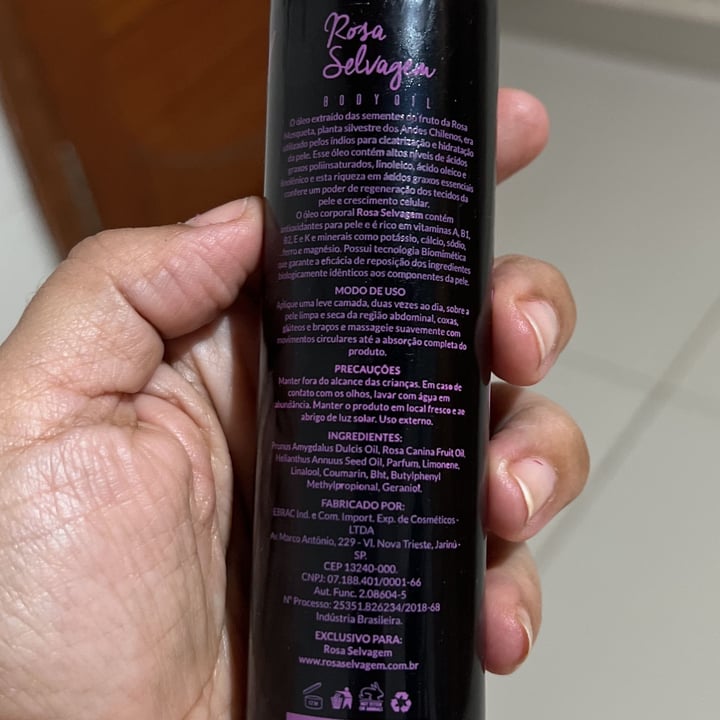 Rosa
Selvagem
BODY OIL
O óleo extraído das sementes do fruto da Rosa
Mosqueta, planta silvestre dos Andes Chilenos, era
utilizado pelos índios para cicatrização e hidratação
da pele. Esse óleo contém altos níveis de ácidos
graxos poliinsaturados, linoleico, ácido oleico e
linolênico e esta riqueza em ácidos graxos essenciais
confere um poder de regeneração dos tecidos da
pele e crescimento celular.
O óleo corporal Rosa Selvagem contém
antioxidantes para pele e é rico em vitaminas A, B1,
B2, E e K e minerais como potássio, cálcio, sódio,
ferro e magnésio. Possui tecnologia Biomimética
que garante a eficácia de reposição dos ingredientes
biologicamente idênticos aos componentes da pele.
MODO DE USO
Aplique uma leve camada, duas vezes ao dia, sobre a
pele limpa e seca da região abdominal, coxas,
glúteos e braços e massageie suavemente com
movimentos circulares até a absorção completa do
produto.
PRECAUÇÕES
Manter fora do alcance das crianças. Em caso de
contato com os olhos, lavar com água em
abundância. Manter o produto em local fresco e ao
abrigo de luz solar. Uso externo.
INGREDIENTES:
Prunus Amygdalus Dulcis Oil, Rosa Canina Fruit Oil,
Helianthus Annuus Seed Oil, Parfum, Limonene,
Linalool, Coumarin, Bht, Butylphenyl
Methylpropional, Geraniol.
FABRICADO POR:
EBRAC Ind. e Com. Import. Exp. de Cosméticos -
LTDA
Av. Marco Antônio, 229 - Vl. Nova Trieste, Jarinú -
SP.
CEP 13240-000.
CNPJ: 07.188.401/0001-66
Aut. Func. 2.08604-5
Nº Processo: 25351.826234/2018-68
Indústria Brasileira.
EXCLUSIVO PARA:
Rosa Selvagem
www.rosaselvagem.com.br